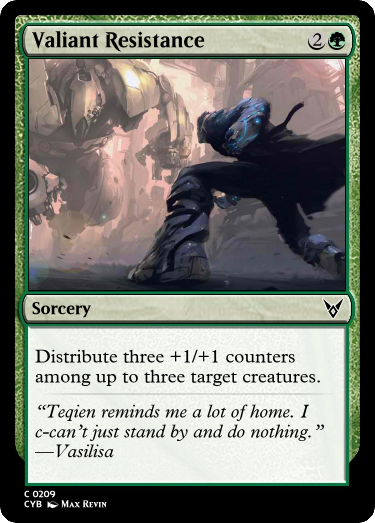 Valiant Resistance 2
Sorcery
Distribute three +1/+1 counters
among up to three target creatures.
“Teqien reminds me a lot of home. I
c-can’t just stand by and do nothing.”
—Vasilisa
C 0209
CYB Max Revin